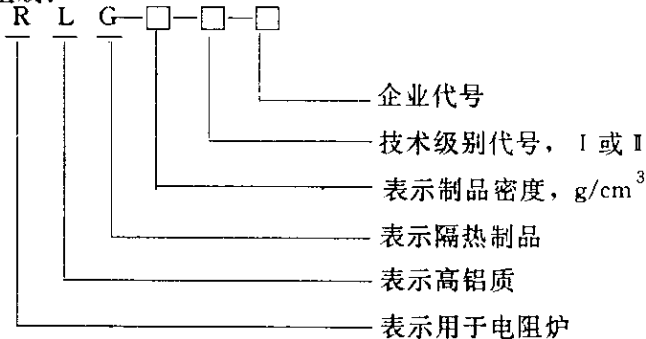 R L G—□—□—□
企业代号
技术级别代号，Ⅰ或Ⅱ
表示制品密度，g/cm³
表示隔热制品
表示高铝质
表示用于电阻炉